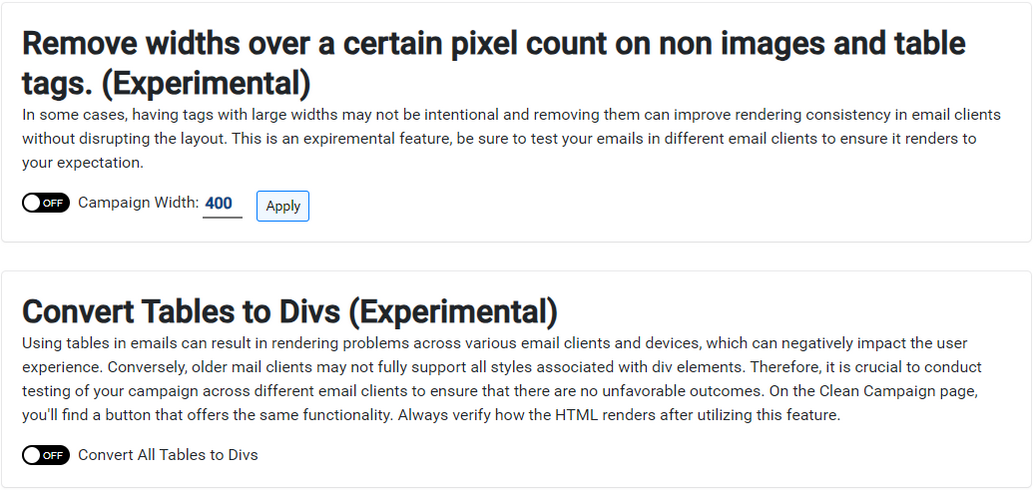 Remove widths over a certain pixel count on non images and table
tags. (Experimental)
In some cases, having tags with large widths may not be intentional and removing them can improve rendering consistency in email clients
without disrupting the layout. This is an expiremental feature, be sure to test your emails in different email clients to ensure it renders to
your expectation.
OFF Campaign Width: 400 Apply
Convert Tables to Divs (Experimental)
Using tables in emails can result in rendering problems across various email clients and devices, which can negatively impact the user
experience. Conversely, older mail clients may not fully support all styles associated with div elements. Therefore, it is crucial to conduct
testing of your campaign across different email clients to ensure that there are no unfavorable outcomes. On the Clean Campaign page,
you'll find a button that offers the same functionality. Always verify how the HTML renders after utilizing this feature.
OFF Convert All Tables to Divs